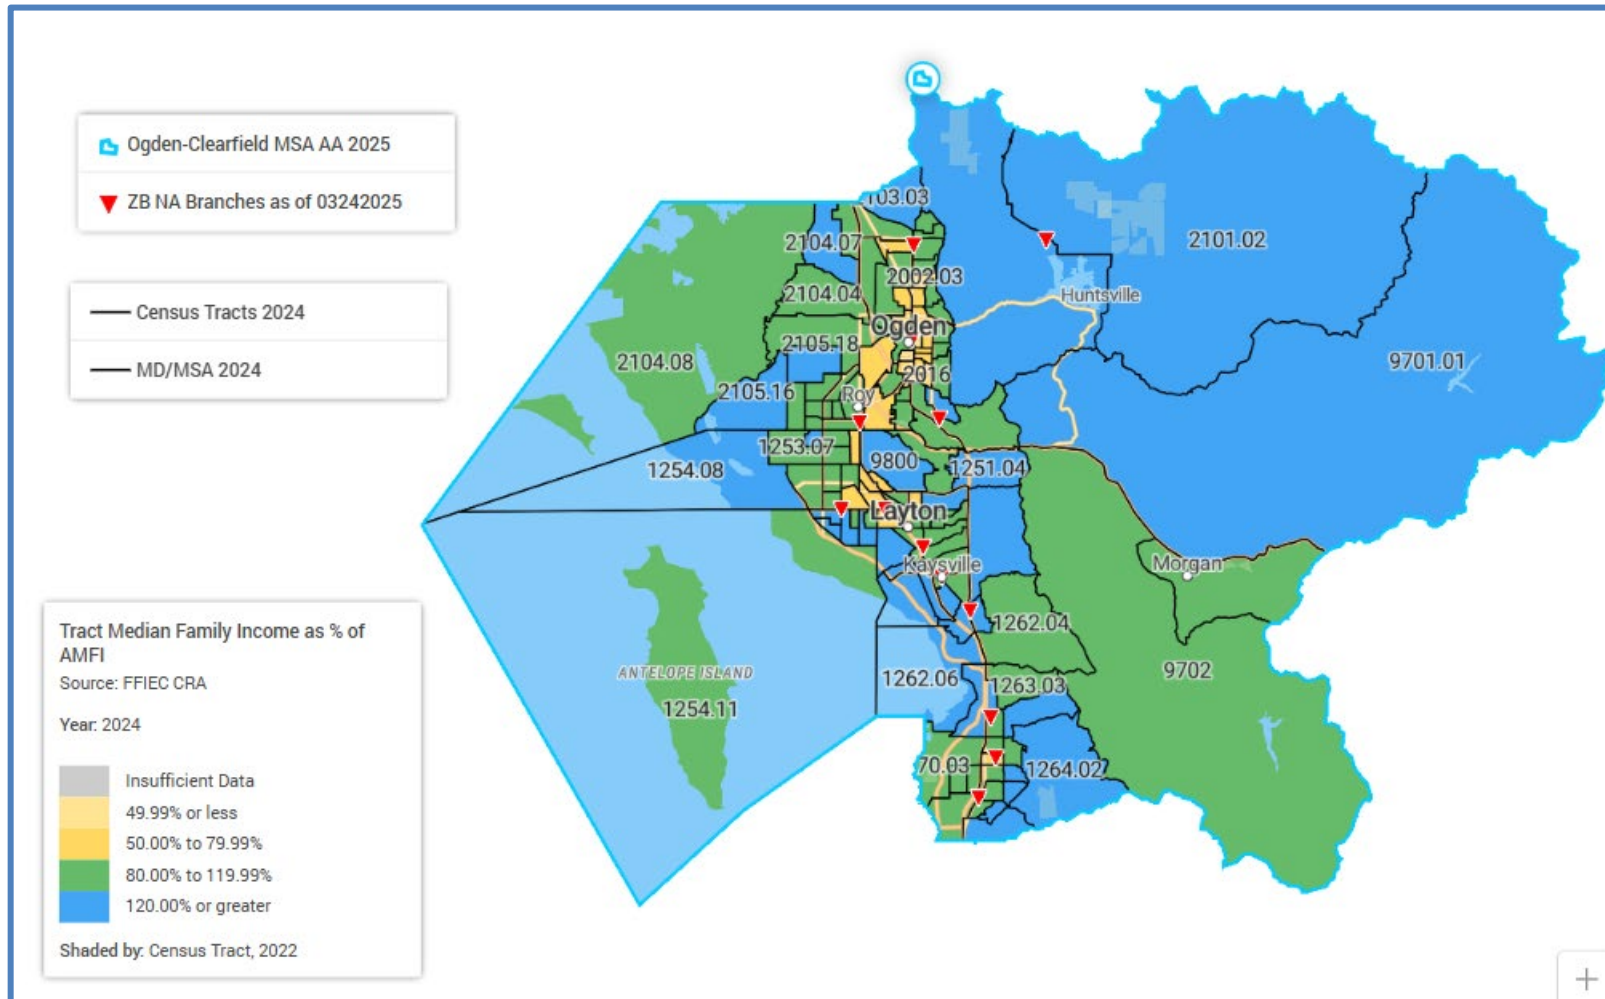 Ogden-Clearfield MSA AA 2025
ZB NA Branches as of 03242025
Census Tracts 2024
MD/MSA 2024
Tract Median Family Income as % of
AMFI
Source: FFIEC CRA
Year: 2024
Insufficient Data
49.99% or less
50.00% to 79.99%
80.00% to 119.99%
120.00% or greater
Shaded by: Census Tract, 2022
103.03
2104.07
2101.02
2002.03
2104.04
Huntsville
Ogden
2105.18
2104.08
9701.01
2016
2105.16
Roy
1253.07
9800
1251.04
1254.08
Layton
Kaysville
Morgan
1262.04
9702
ANTELOPE ISLAND
1262.06
1263.03
1254.11
70.03
1264.02
+